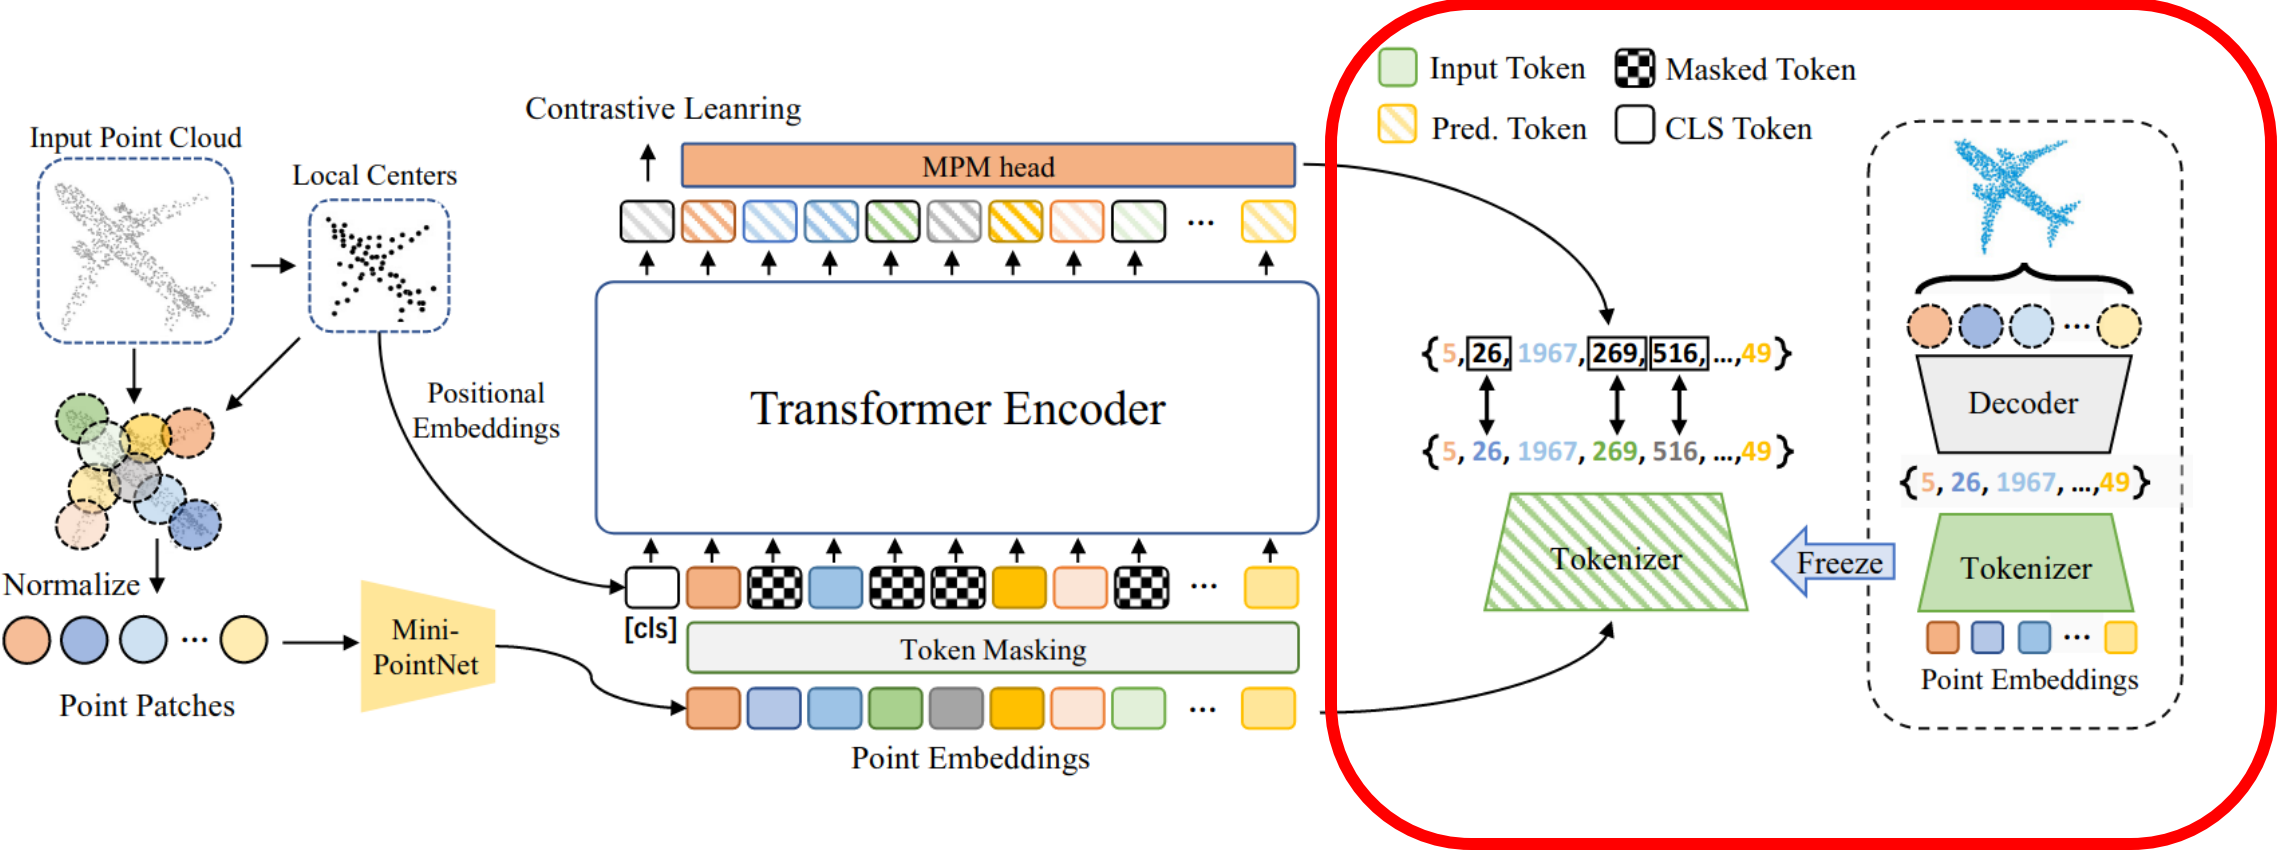 Input Point Cloud
Local Centers
Normalize
Point Patches
Mini-
PointNet
Positional
Embeddings
Contrastive Leanring
MPM head
Transformer Encoder
[cls]
Token Masking
Point Embeddings
Input Token
Masked Token
Pred. Token
CLS Token
{5, 26, 1967, 269, 516, ...,49}
{5, 26, 1967, 269, 516, ...,49}
Tokenizer
Freeze
Decoder
{5, 26, 1967, ...,49}
Tokenizer
Point Embeddings